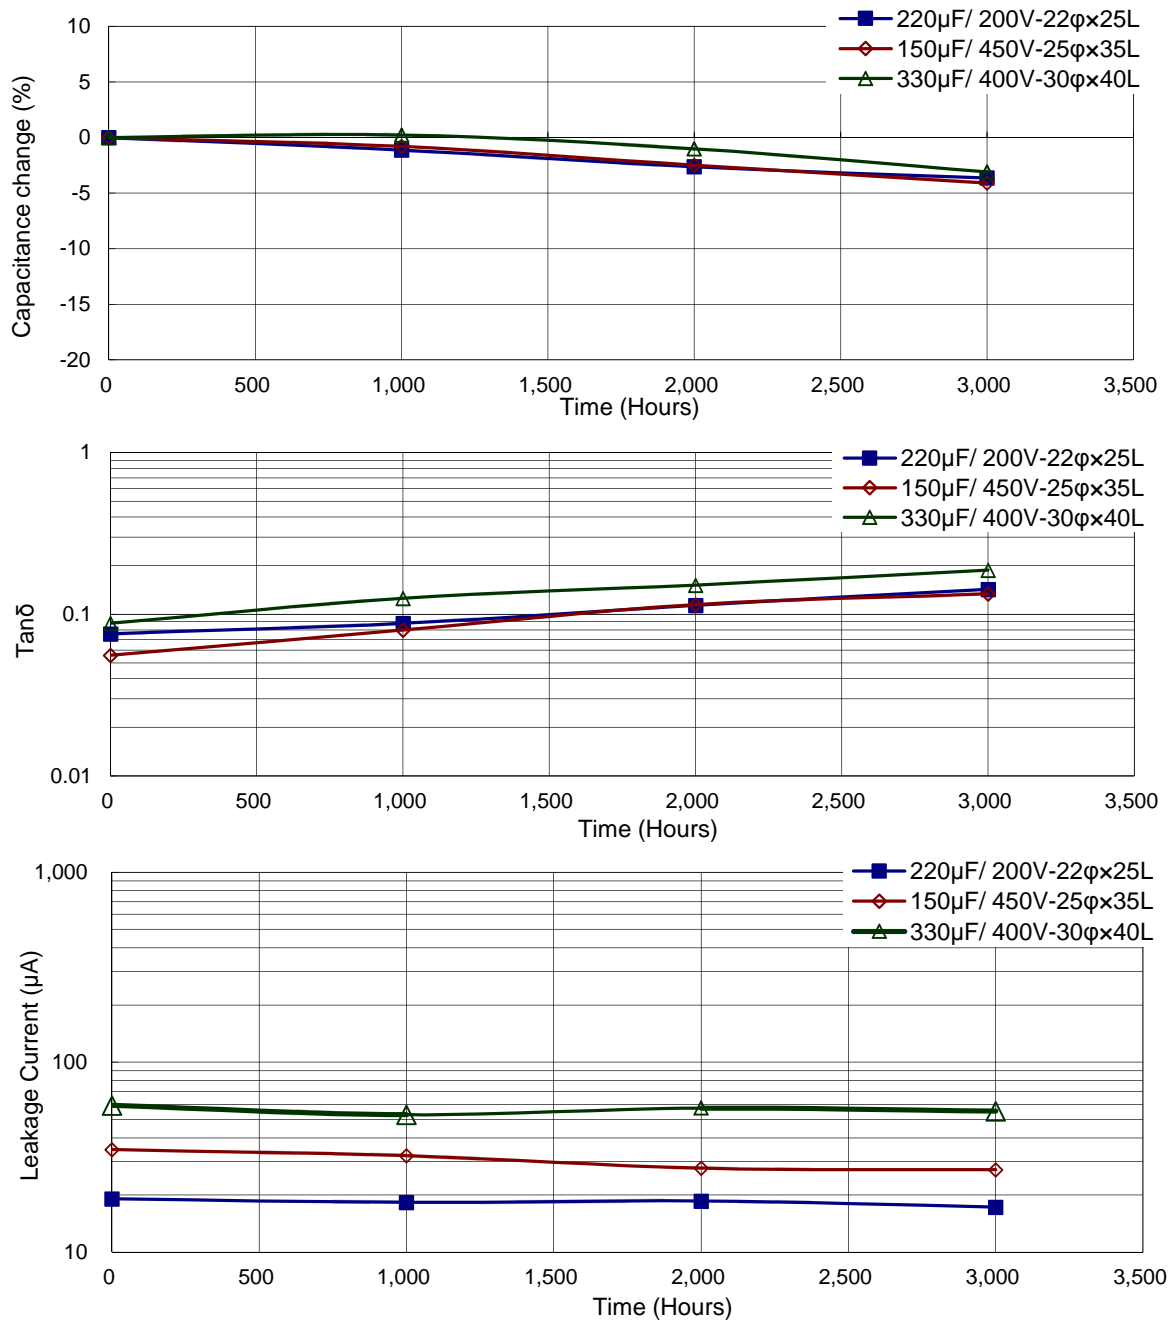 10
5
0
-5
-10
-15
-20
Capacitance change (%)
220µF/ 200V-22φ×25L
150µF/ 450V-25φ×35L
330µF/ 400V-30φ×40L
0 500 1,000 1,500 2,000 2,500 3,000 3,500
Time (Hours)
1
0.1
0.01
Tanδ
220µF/ 200V-22φ×25L
150µF/ 450V-25φ×35L
330µF/ 400V-30φ×40L
0 500 1,000 1,500 2,000 2,500 3,000 3,500
Time (Hours)
1,000
100
10
Leakage Current (µA)
220µF/ 200V-22φ×25L
150µF/ 450V-25φ×35L
330µF/ 400V-30φ×40L
0 500 1,000 1,500 2,000 2,500 3,000 3,500
Time (Hours)